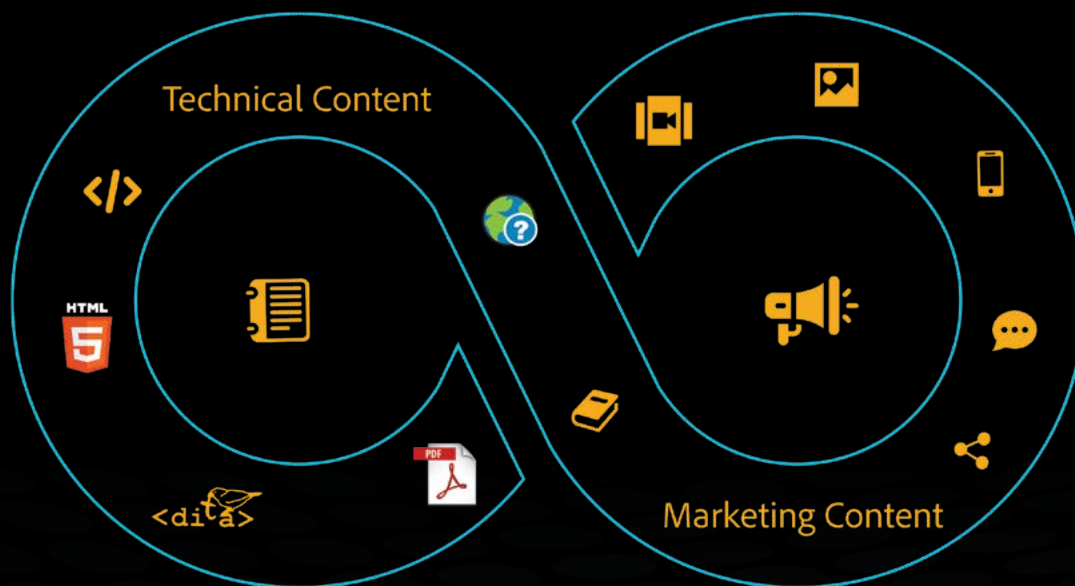 Technical Content
</>
HTML
5
?
PDF
<dita>
Marketing Content